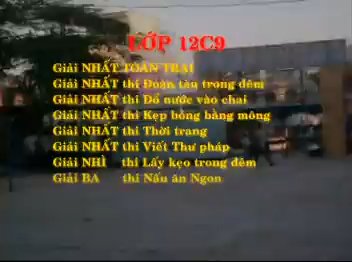 LỚP 12C9
Giải NHẤT TOÀN TRẠI
Giải NHẤT thi Đoàn tàu trong đêm
Giải NHẤT thi Đổ nước vào chai
Giải NHẤT thi Kẹp bóng bằng mông
Giải NHẤT thi Thời trang
Giải NHẤT thi Viết Thư pháp
Giải NHÌ thi Lấy kẹo trong đêm
Giải BA thi Nấu ăn Ngon